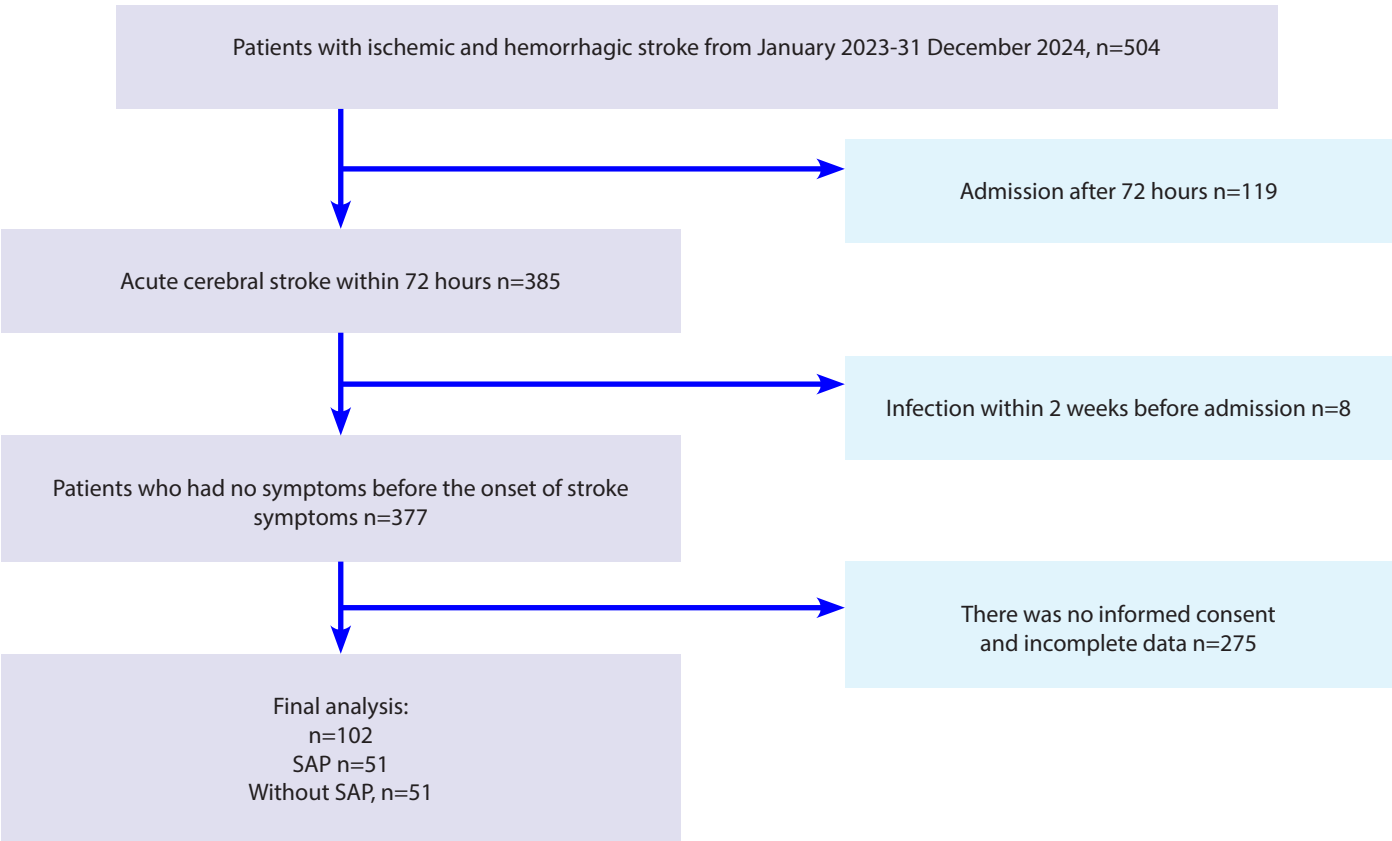 Patients with ischemic and hemorrhagic stroke from January 2023-31 December 2024, n=504
Admission after 72 hours n=119
Acute cerebral stroke within 72 hours n=385
Infection within 2 weeks before admission n=8
Patients who had no symptoms before the onset of stroke
symptoms n=377
There was no informed consent
and incomplete data n=275
Final analysis:
n=102
SAP n=51
Without SAP, n=51